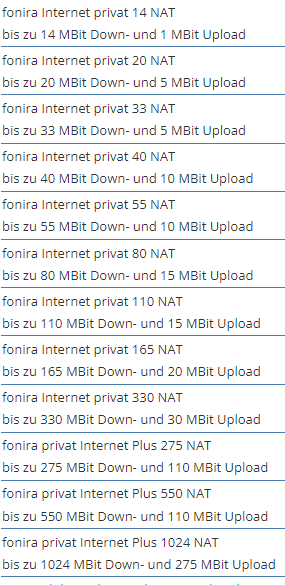 fonira Internet privat 14 NAT
bis zu 14 MBit Down- und 1 MBit Upload
fonira Internet privat 20 NAT
bis zu 20 MBit Down- und 5 MBit Upload
fonira Internet privat 33 NAT
bis zu 33 MBit Down- und 5 MBit Upload
fonira Internet privat 40 NAT
bis zu 40 MBit Down- und 10 MBit Upload
fonira Internet privat 55 NAT
bis zu 55 MBit Down- und 10 MBit Upload
fonira Internet privat 80 NAT
bis zu 80 MBit Down- und 15 MBit Upload
fonira Internet privat 110 NAT
bis zu 110 MBit Down- und 15 MBit Upload
fonira Internet privat 165 NAT
bis zu 165 MBit Down- und 20 MBit Upload
fonira Internet privat 330 NAT
bis zu 330 MBit Down- und 30 MBit Upload
fonira privat Internet Plus 275 NAT
bis zu 275 MBit Down- und 110 MBit Upload
fonira privat Internet Plus 550 NAT
bis zu 550 MBit Down- und 110 MBit Upload
fonira privat Internet Plus 1024 NAT
bis zu 1024 MBit Down- und 275 MBit Upload